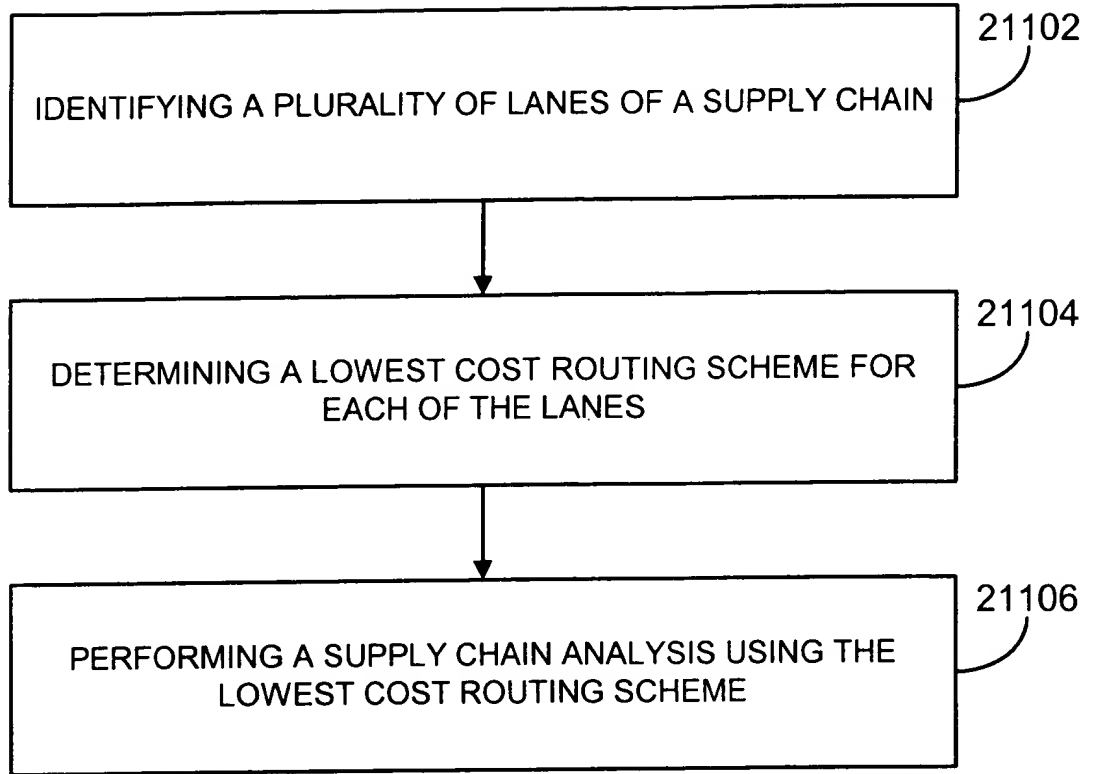 21102
IDENTIFYING A PLURALITY OF LANES OF A SUPPLY CHAIN
21104
DETERMINING A LOWEST COST ROUTING SCHEME FOR
EACH OF THE LANES
21106
PERFORMING A SUPPLY CHAIN ANALYSIS USING THE
LOWEST COST ROUTING SCHEME